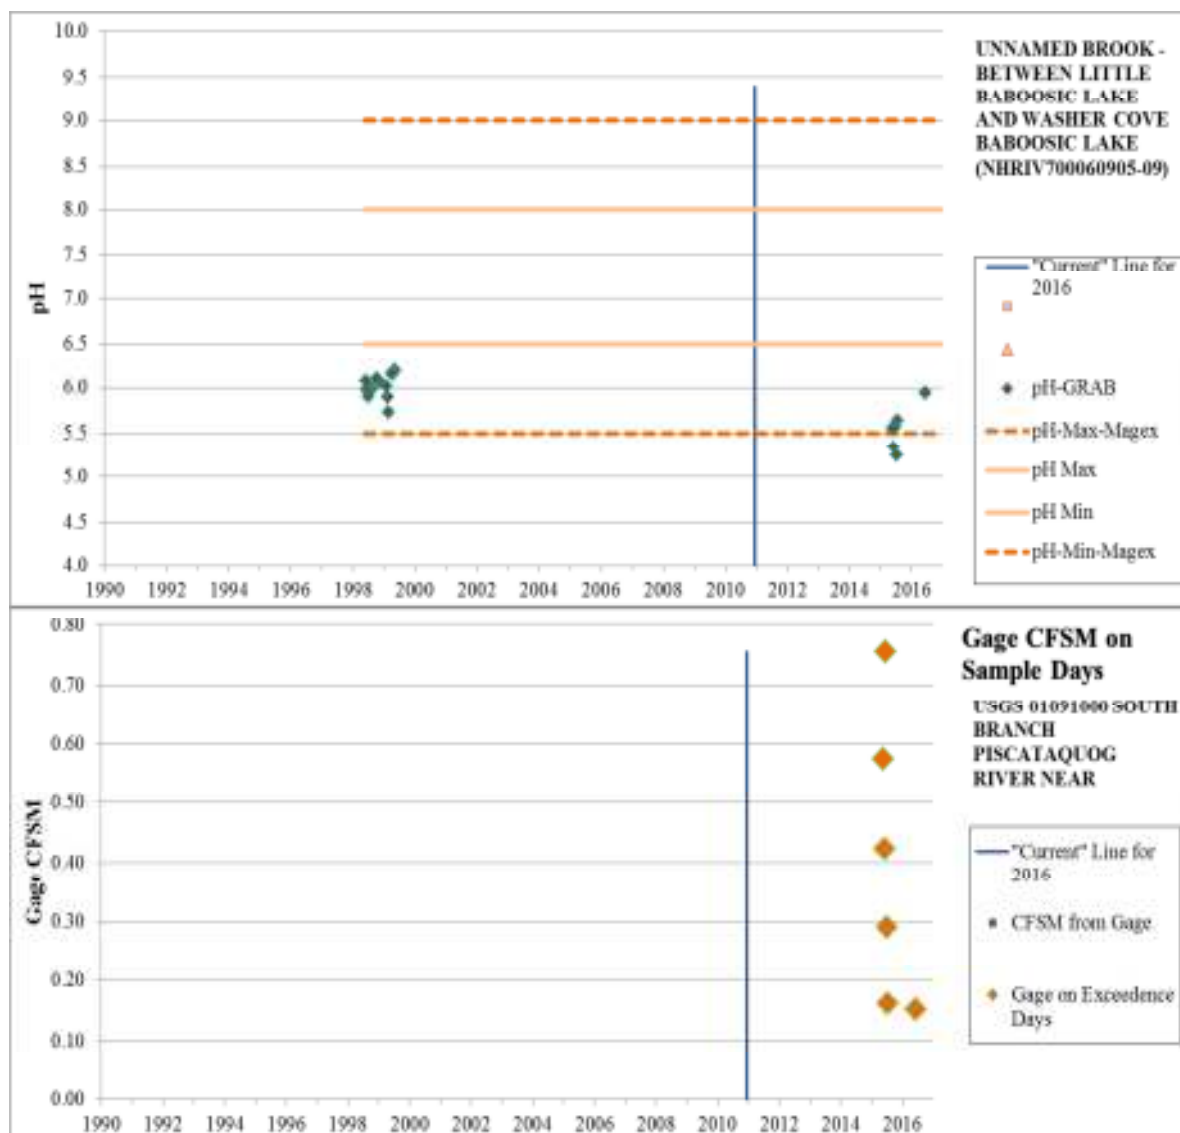 10.0
9.5
9.0
8.5
8.0
7.5
7.0
6.5
6.0
5.5
5.0
4.5
4.0
pH
1990 1992 1994 1996 1998 2000 2002 2004 2006 2008 2010 2012 2014 2016
UNNAMED BROOK -
BETWEEN LITTLE
BABOOSIC LAKE
AND WASHER COVE
BABOOSIC LAKE
(NHRIV700060905-09)
"Current" Line for
2016
pH-GRAB
pH-Max-Magex
pH Max
pH Min
pH-Min-Magex
0.80
0.70
0.60
0.50
0.40
0.30
0.20
0.10
0.00
Gage CFSM
1990 1992 1994 1996 1998 2000 2002 2004 2006 2008 2010 2012 2014 2016
Gage CFSM on
Sample Days
USGS 01091000 SOUTH
BRANCH
PISCATAQUOG
RIVER NEAR
"Current" Line for
2016
CFSM from Gage
Gage on Exceedence
Days